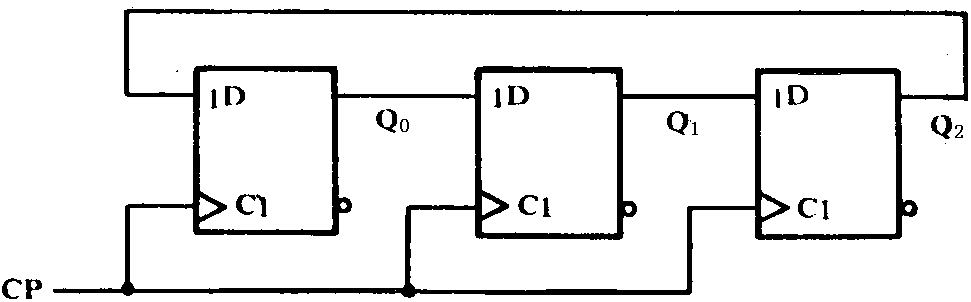 1D 1D 1D
Q₀ Q₁ Q₂
C1 C1 C1
CP